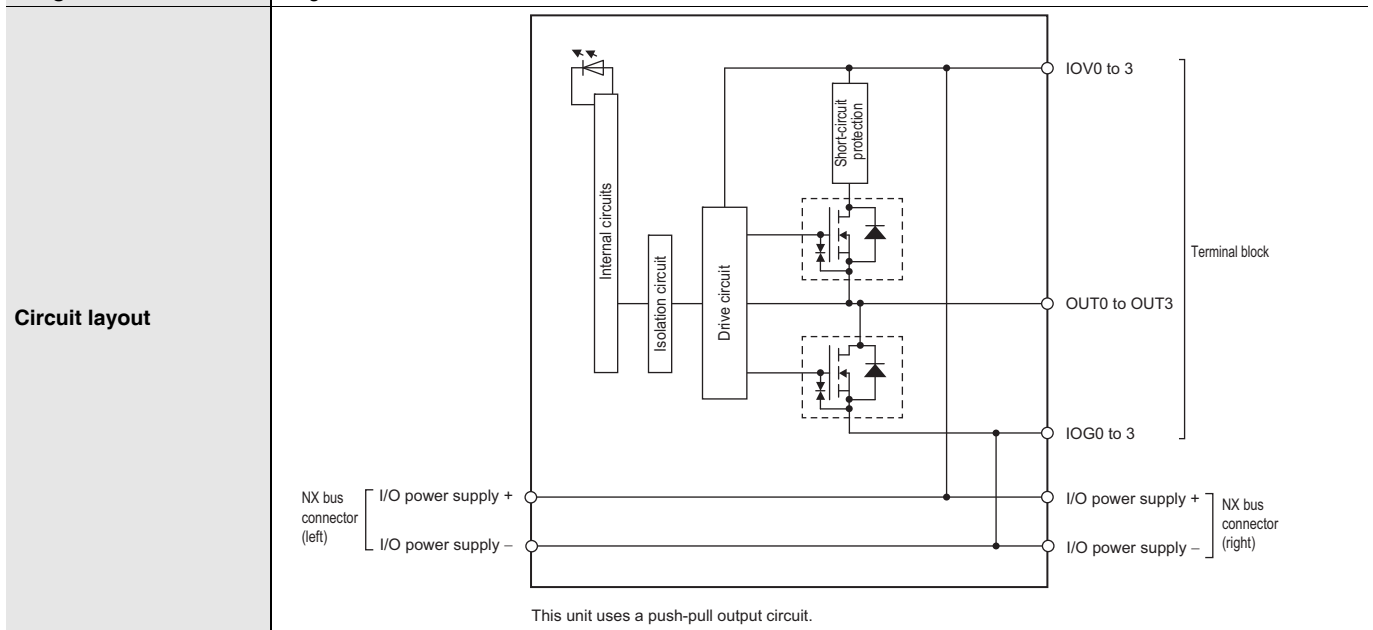 Circuit layout
IOV0 to 3
Short-circuit
protection
Internal circuits
Isolation circuit
Drive circuit
Terminal block
OUT0 to OUT3
IOG0 to 3
NX bus
connector
(left)
I/O power supply +
I/O power supply –
I/O power supply +
I/O power supply –
NX bus
connector
(right)
This unit uses a push-pull output circuit.